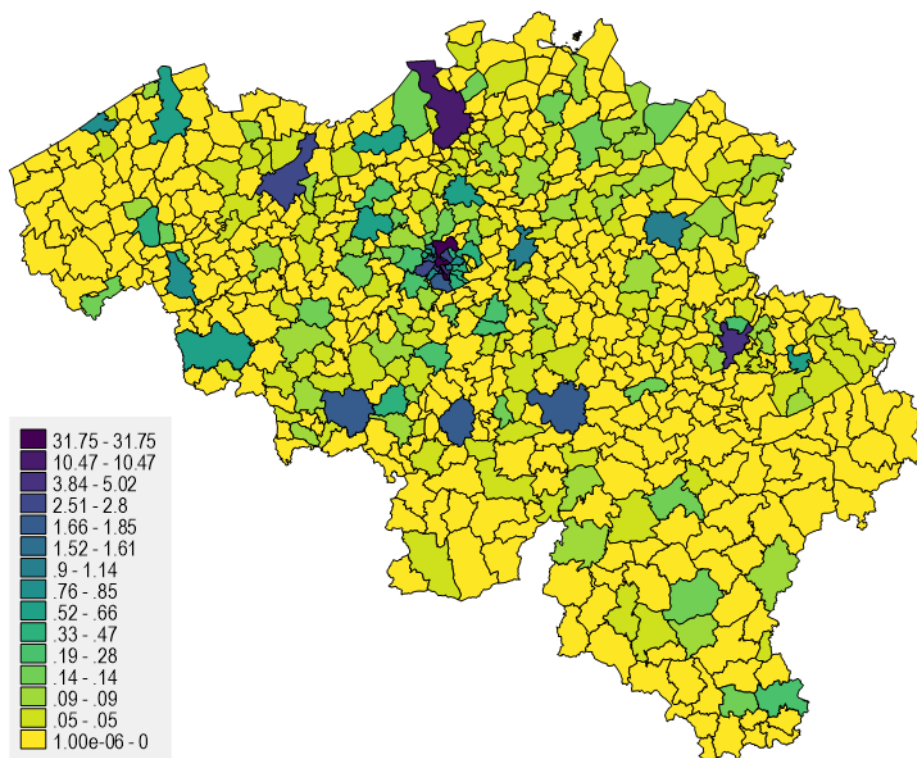 31.75 - 31.75
10.47 - 10.47
3.84 - 5.02
2.51 - 2.8
1.66 - 1.85
1.52 - 1.61
.9 - 1.14
.76 - .85
.52 - .66
.33 - .47
.19 - .28
.14 - .14
.09 - .09
.05 - .05
1.00e-06 - 0